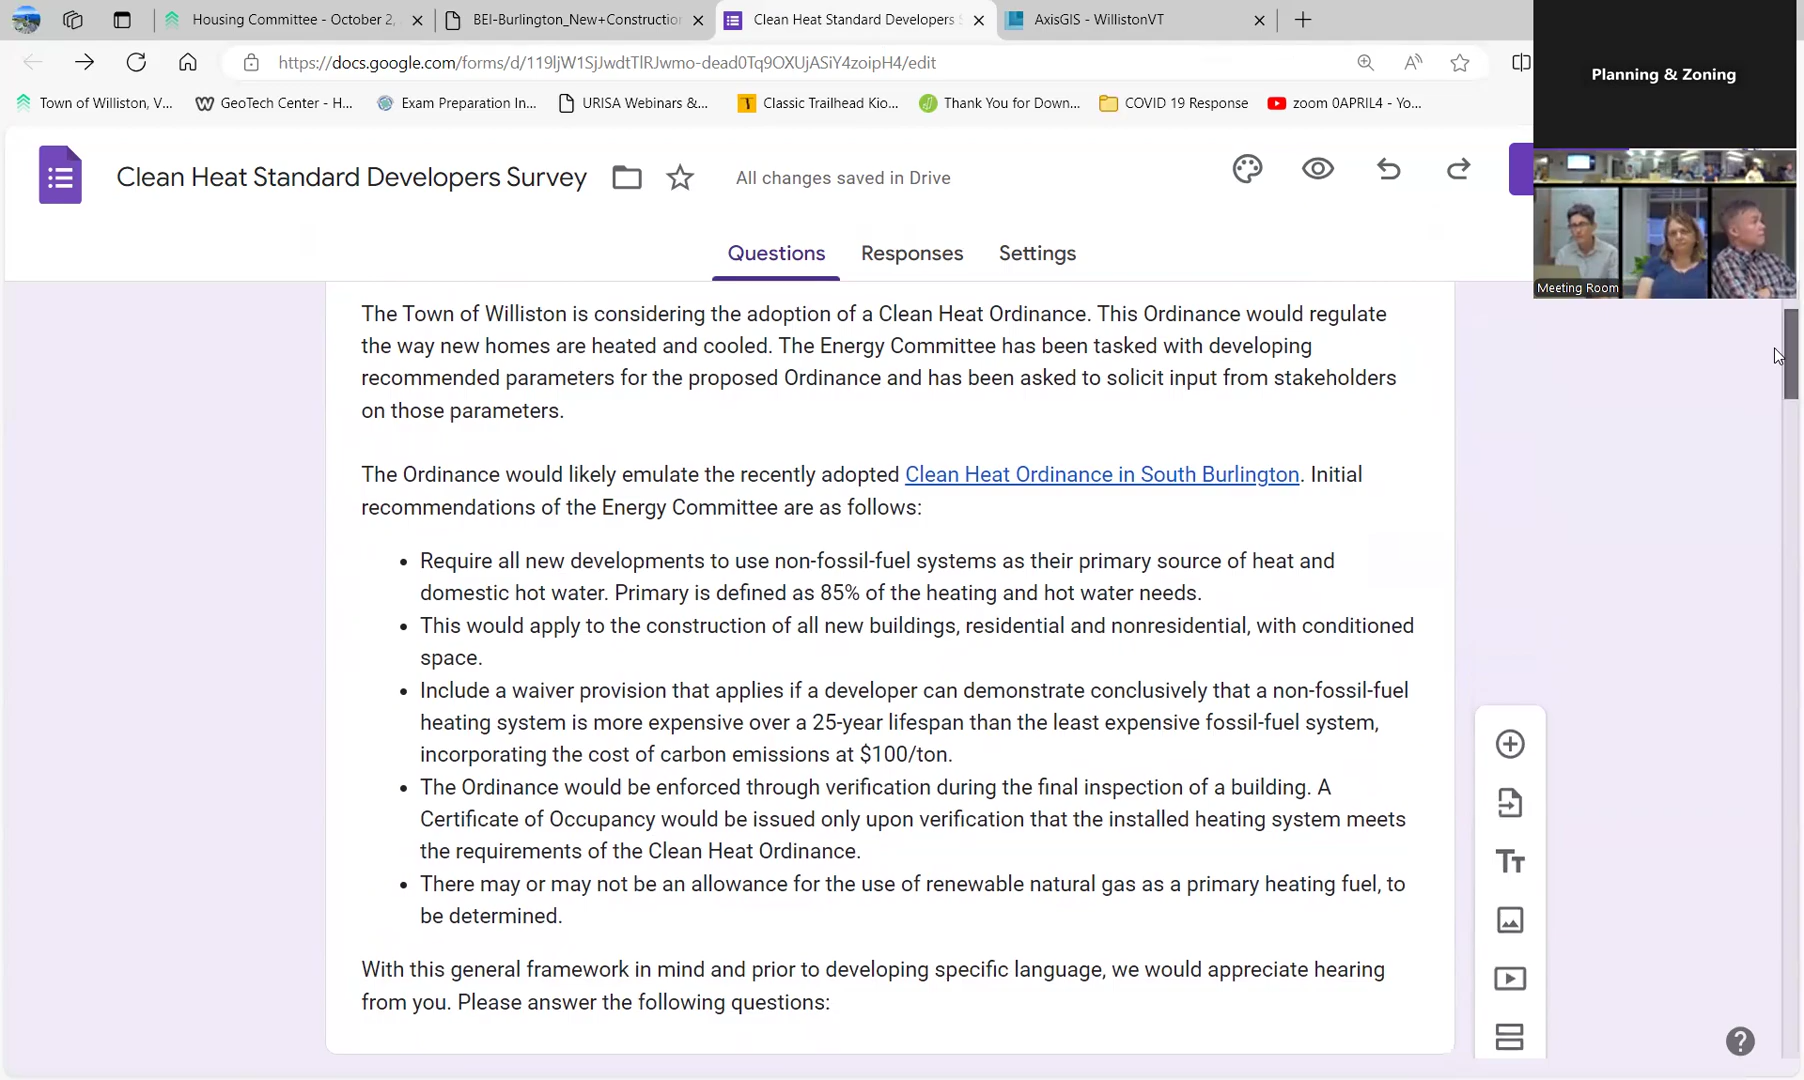 Housing Committee - October 2,
BEI-Burlington_New+Constructio
Clean Heat Standard Developers S
AxisGIS - WillistonVT
https://docs.google.com/forms/d/119ljW1SjJwdtTlRJwmo-dead0Tq9OXUjASiY4zoipH4/edit
Town of Williston, V...
GeoTech Center - H...
Exam Preparation In...
URISA Webinars &...
Classic Trailhead Kio...
Thank You for Down...
COVID 19 Response
zoom 0APRIL4 - Yo...
Planning & Zoning
Meeting Room
Clean Heat Standard Developers Survey
All changes saved in Drive
Questions
Responses
Settings
The Town of Williston is considering the adoption of a Clean Heat Ordinance. This Ordinance would regulate
the way new homes are heated and cooled. The Energy Committee has been tasked with developing
recommended parameters for the proposed Ordinance and has been asked to solicit input from stakeholders
on those parameters.
The Ordinance would likely emulate the recently adopted Clean Heat Ordinance in South Burlington. Initial
recommendations of the Energy Committee are as follows:
• Require all new developments to use non-fossil-fuel systems as their primary source of heat and
domestic hot water. Primary is defined as 85% of the heating and hot water needs.
• This would apply to the construction of all new buildings, residential and nonresidential, with conditioned
space.
• Include a waiver provision that applies if a developer can demonstrate conclusively that a non-fossil-fuel
heating system is more expensive over a 25-year lifespan than the least expensive fossil-fuel system,
incorporating the cost of carbon emissions at $100/ton.
• The Ordinance would be enforced through verification during the final inspection of a building. A
Certificate of Occupancy would be issued only upon verification that the installed heating system meets
the requirements of the Clean Heat Ordinance.
• There may or may not be an allowance for the use of renewable natural gas as a primary heating fuel, to
be determined.
With this general framework in mind and prior to developing specific language, we would appreciate hearing
from you. Please answer the following questions: